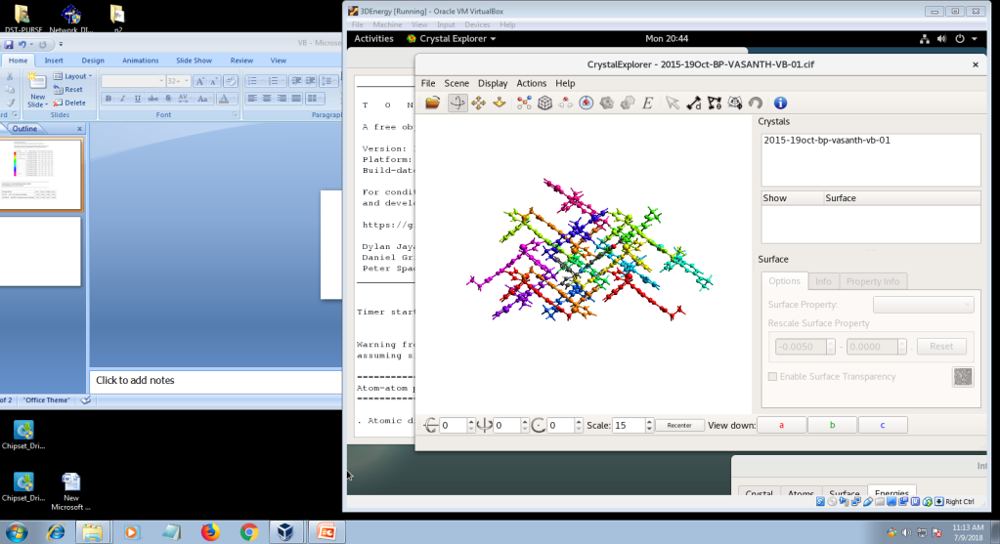 DST-PURSE
Network_DI...
n2
VB - Microso
Home Insert Design Animations Slide Show Review View
New Slide
Layout
Reset
Delete
32+
Slides Font Paragraph
Outline
Click to add notes
of 2 "Office Theme"
Chipset_Dri...
Chipset_Dri...
New Microsoft ...
3DEnergy [Running] - Oracle VM VirtualBox
File Machine View Input Devices Help
Activities Crystal Explorer Mon 20:44
T O N
A free ob
Version:
Platform:
Build-date
For condit
and develo
https://g
Dylan Jaya
Daniel Gr
Peter Spac
Timer start
Warning fro
assuming s
Atom-atom p
. Atomic d
CrystalExplorer - 2015-19Oct-BP-VASANTH-VB-01.cif
File Scene Display Actions Help
E
Crystals
2015-19oct-bp-vasanth-vb-01
Show Surface
Surface
Options Info Property Info
Surface Property:
Rescale Surface Property
-0.0050 - 0.0000 . Reset
Enable Surface Transparency
0 0 0 Scale: 15 Recenter View down: a b c
Inf
Crystal Atoms Surface Energies
Right Ctrl
11:13 AM
7/9/2018